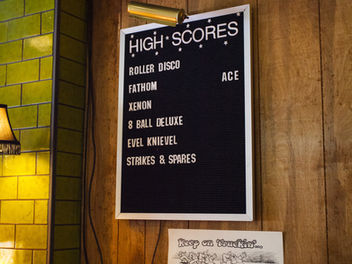 HIGH SCORES
ROLLER DISCO
FATHOM ACE
XENON
8 BALL DELUXE
EVEL KNIEVEL
STRIKES & SPARES
Keep on Truckin'...